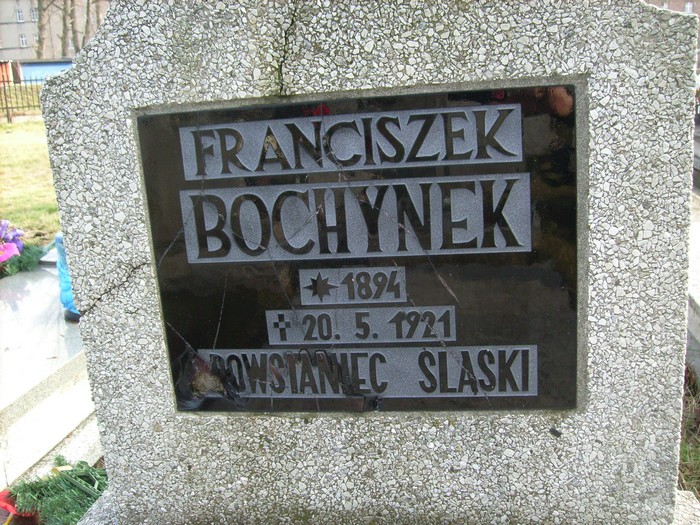 FRANCISZEK
BOCHYNEK
✷ 1894
✝ 20. 5. 1921
POWSTANIEC ŚLĄSKI